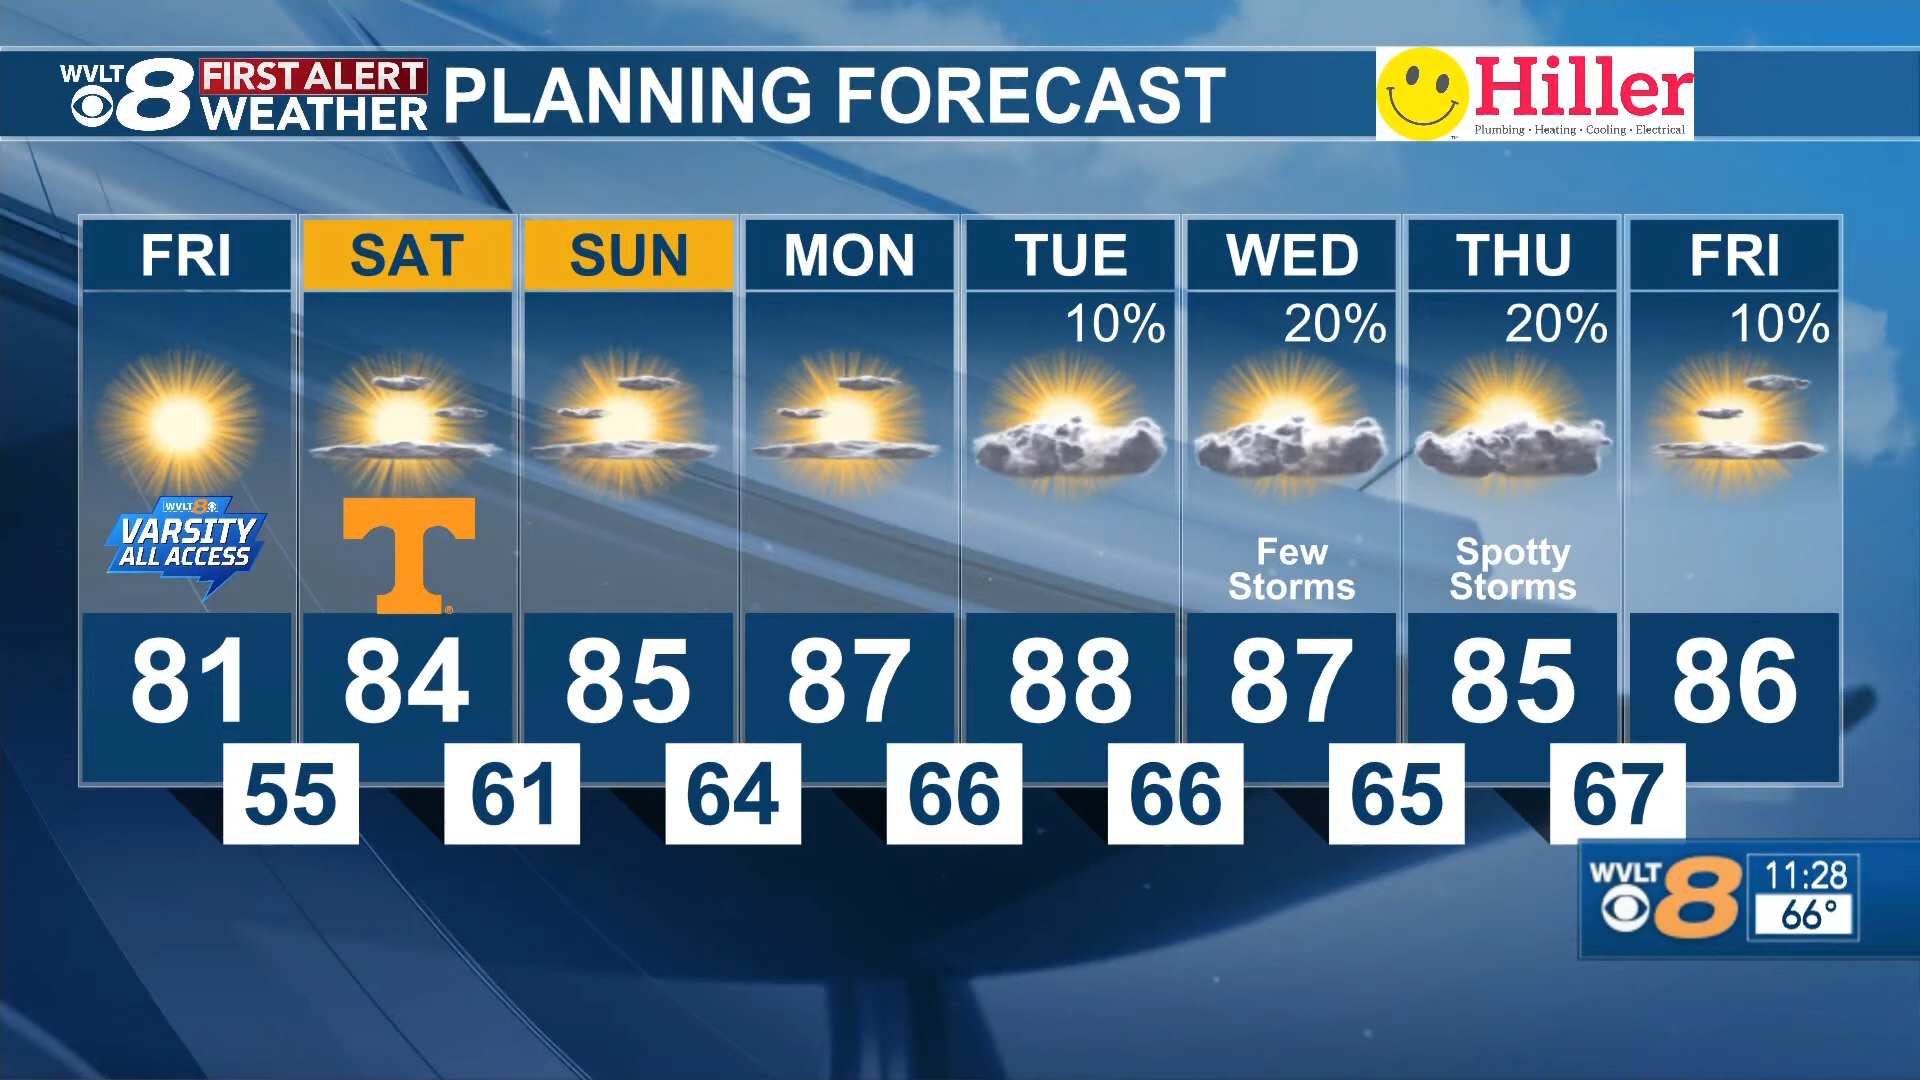 WVLT 8 FIRST ALERT WEATHER PLANNING FORECAST
Hiller
Plumbing · Heating · Cooling · Electrical
™
FRI SAT SUN MON TUE WED THU FRI
10% 20% 20% 10%
WVLT 8
VARSITY
ALL ACCESS
T
®
Few
Storms
Spotty
Storms
81 84 85 87 88 87 85 86
55 61 64 66 66 65 67
WVLT 8
11:28
66°